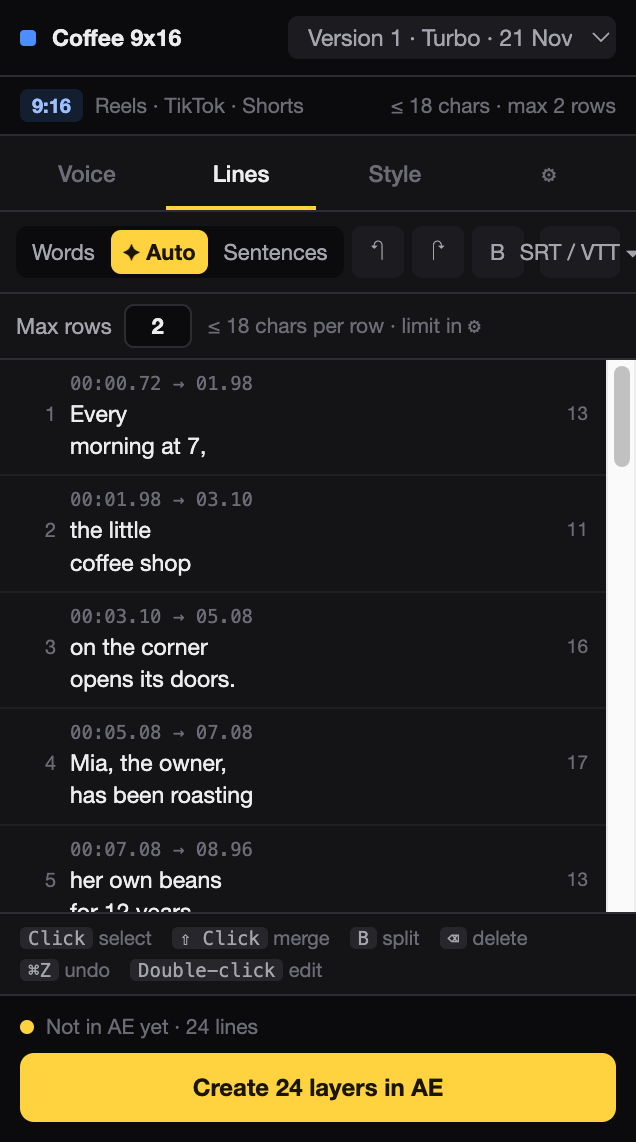 Coffee 9x16
Version 1 · Turbo · 21 Nov
9:16 Reels · TikTok · Shorts ≤ 18 chars · max 2 rows
Voice Lines Style ⚙
Words ✦ Auto Sentences B SRT / VTT
Max rows 2 ≤ 18 chars per row · limit in ⚙
00:00.72 → 01.98
1 Every 13
morning at 7,
00:01.98 → 03.10
2 the little 11
coffee shop
00:03.10 → 05.08
3 on the corner 16
opens its doors.
00:05.08 → 07.08
4 Mia, the owner, 17
has been roasting
00:07.08 → 08.96
5 her own beans 13
for 12 years
Click select ⇧ Click merge B split ⌫ delete
⌘Z undo Double-click edit
Not in AE yet · 24 lines
Create 24 layers in AE